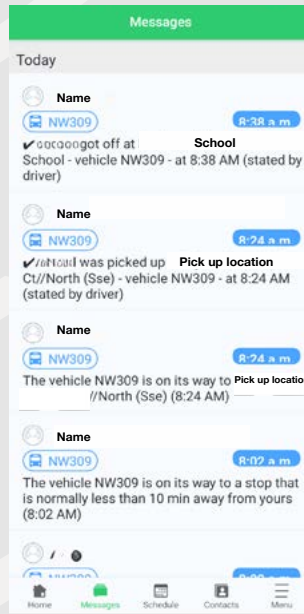 Messages
Today
Name
NW309
8:38 a m
✔ got off at School
School - vehicle NW309 - at 8:38 AM (stated by
driver)
Name
NW309
8:24 a m
✔ was picked up Pick up location
Ct//North (Sse) - vehicle NW309 - at 8:24 AM
(stated by driver)
Name
NW309
8:24 a m
The vehicle NW309 is on its way to Pick up locatio
//North (Sse) (8:24 AM)
Name
NW309
8:02 a m
The vehicle NW309 is on its way to a stop that
is normally less than 10 min away from yours
(8:02 AM)
Home Messages Schedule Contacts Menu